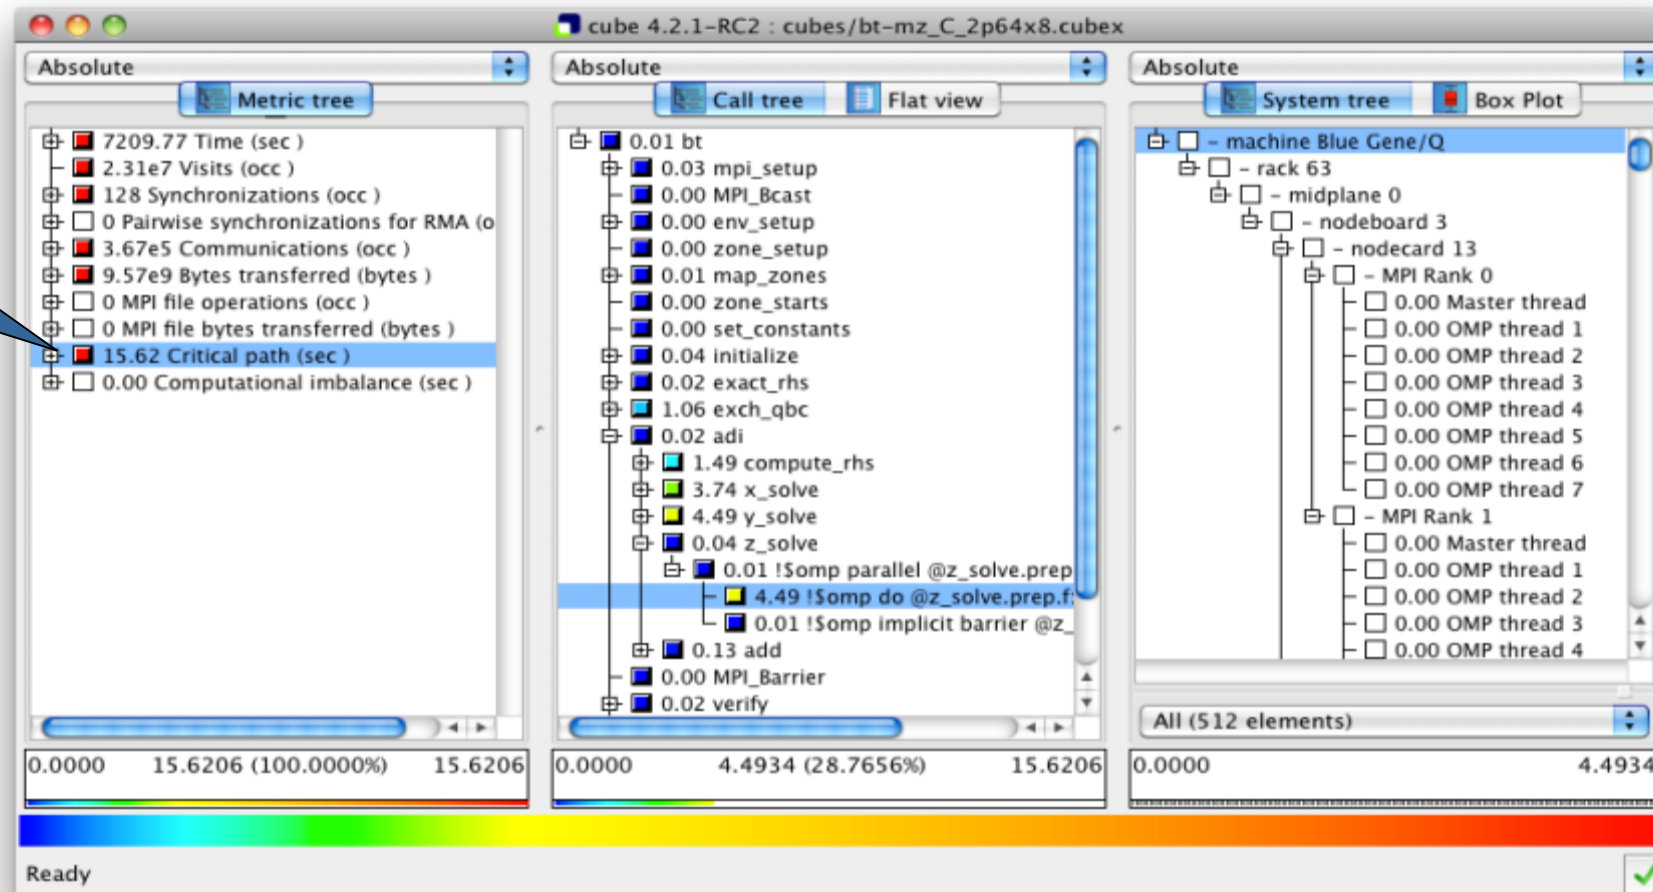 cube 4.2.1-RC2 : cubes/bt-mz_C_2p64x8.cubex
Absolute
Metric tree
7209.77 Time (sec )
2.31e7 Visits (occ )
128 Synchronizations (occ )
0 Pairwise synchronizations for RMA (o
3.67e5 Communications (occ )
9.57e9 Bytes transferred (bytes )
0 MPI file operations (occ )
0 MPI file bytes transferred (bytes )
15.62 Critical path (sec )
0.00 Computational imbalance (sec )
0.0000 15.6206 (100.0000%) 15.6206
Absolute
Call tree Flat view
0.01 bt
0.03 mpi_setup
0.00 MPI_Bcast
0.00 env_setup
0.00 zone_setup
0.01 map_zones
0.00 zone_starts
0.00 set_constants
0.04 initialize
0.02 exact_rhs
1.06 exch_qbc
0.02 adi
1.49 compute_rhs
3.74 x_solve
4.49 y_solve
0.04 z_solve
0.01 !$omp parallel @z_solve.prep
4.49 !$omp do @z_solve.prep.f:
0.01 !$omp implicit barrier @z_
0.13 add
0.00 MPI_Barrier
0.02 verify
0.0000 4.4934 (28.7656%) 15.6206
Absolute
System tree Box Plot
- machine Blue Gene/Q
- rack 63
- midplane 0
- nodeboard 3
- nodecard 13
- MPI Rank 0
0.00 Master thread
0.00 OMP thread 1
0.00 OMP thread 2
0.00 OMP thread 3
0.00 OMP thread 4
0.00 OMP thread 5
0.00 OMP thread 6
0.00 OMP thread 7
- MPI Rank 1
0.00 Master thread
0.00 OMP thread 1
0.00 OMP thread 2
0.00 OMP thread 3
0.00 OMP thread 4
All (512 elements)
0.0000 4.4934
Ready